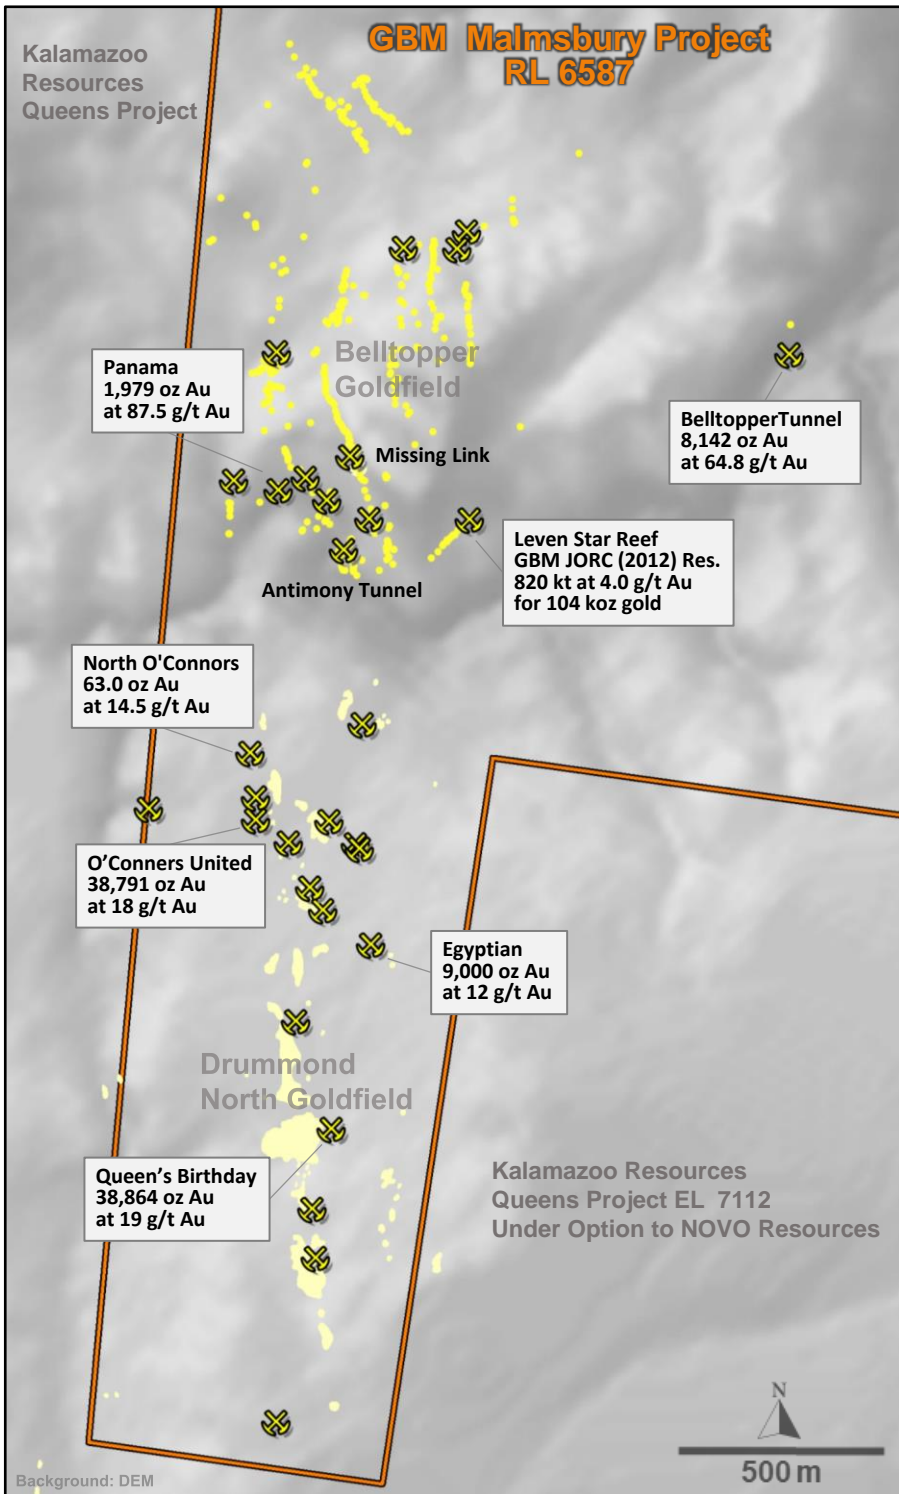 GBM Malmsbury Project
RL 6587
Kalamazoo
Resources
Queens Project
Belltopper
Goldfield
Panama
1,979 oz Au
at 87.5 g/t Au
BelltopperTunnel
8,142 oz Au
at 64.8 g/t Au
Missing Link
Leven Star Reef
GBM JORC (2012) Res.
820 kt at 4.0 g/t Au
for 104 koz gold
Antimony Tunnel
North O'Connors
63.0 oz Au
at 14.5 g/t Au
O’Conners United
38,791 oz Au
at 18 g/t Au
Egyptian
9,000 oz Au
at 12 g/t Au
Drummond
North Goldfield
Queen’s Birthday
38,864 oz Au
at 19 g/t Au
Kalamazoo Resources
Queens Project EL 7112
Under Option to NOVO Resources
N
500 m
Background: DEM